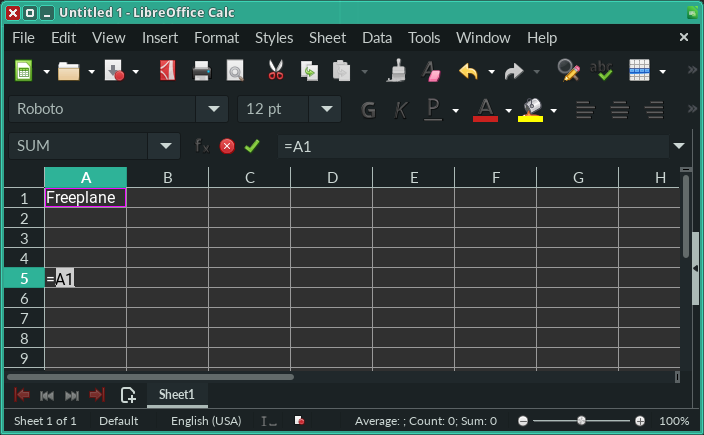 Untitled 1 - LibreOffice Calc
File Edit View Insert Format Styles Sheet Data Tools Window Help
abc
Roboto 12 pt G K P A
SUM fx =A1
A B C D E F G H
1 Freeplane
2
3
4
5 =A1
6
7
8
9
Sheet1
Sheet 1 of 1 Default English (USA) Average: ; Count: 0; Sum: 0 100%